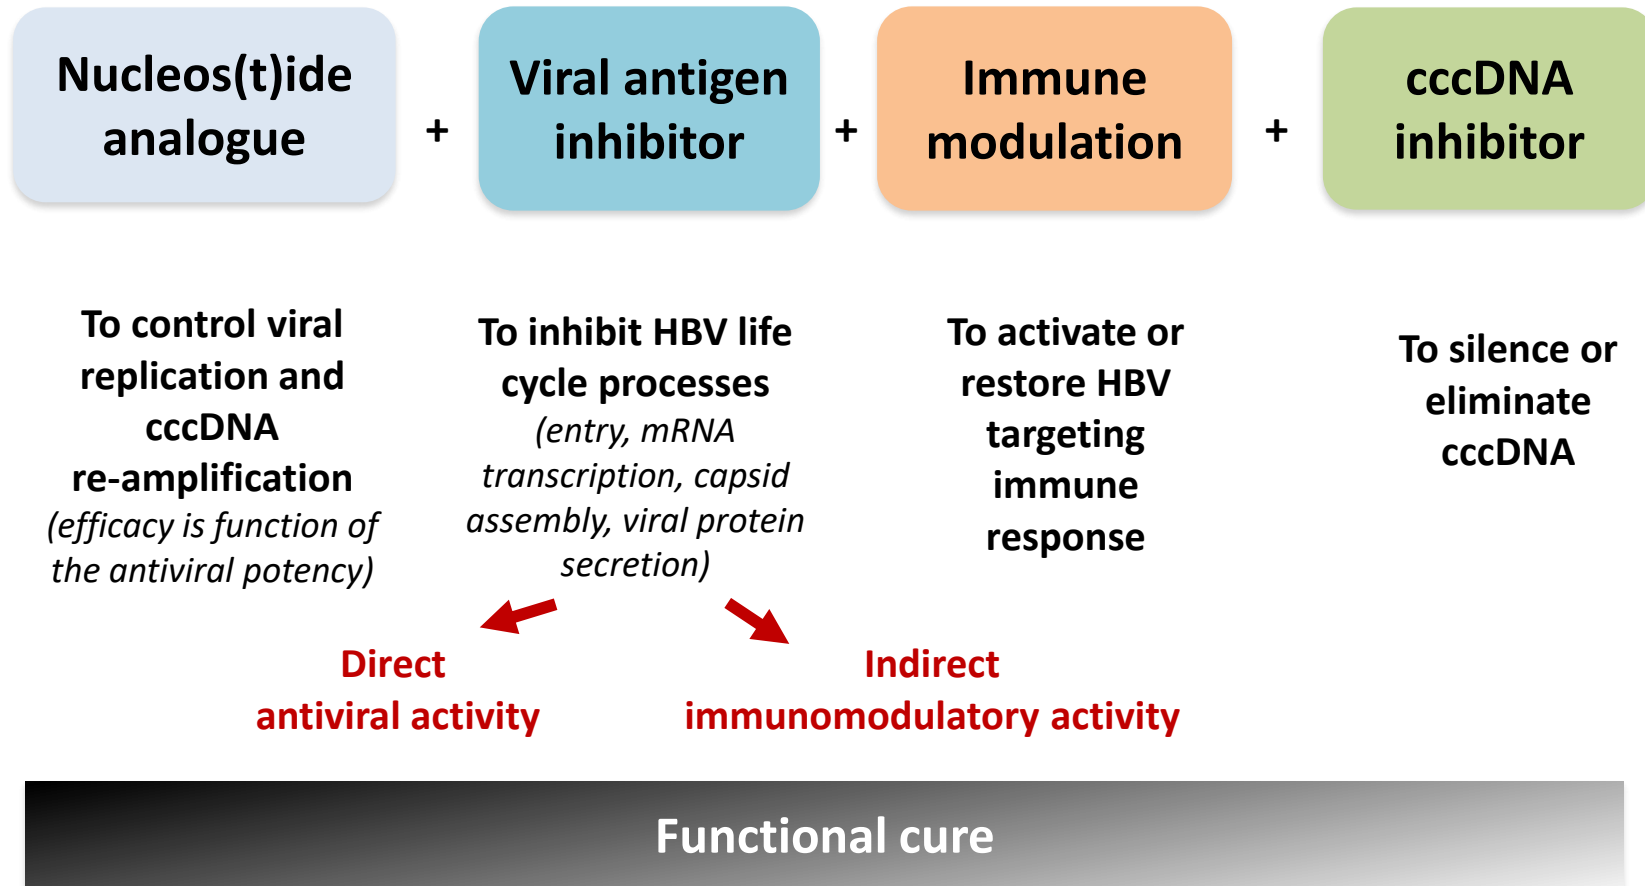 Nucleos(t)ide
analogue
+
Viral antigen
inhibitor
+
Immune
modulation
+
cccDNA
inhibitor
To control viral
replication and
cccDNA
re-amplification
(efficacy is function of
the antiviral potency)
To inhibit HBV life
cycle processes
(entry, mRNA
transcription, capsid
assembly, viral protein
secretion)
To activate or
restore HBV
targeting
immune
response
To silence or
eliminate
cccDNA
Direct
antiviral activity
Indirect
immunomodulatory activity
Functional cure